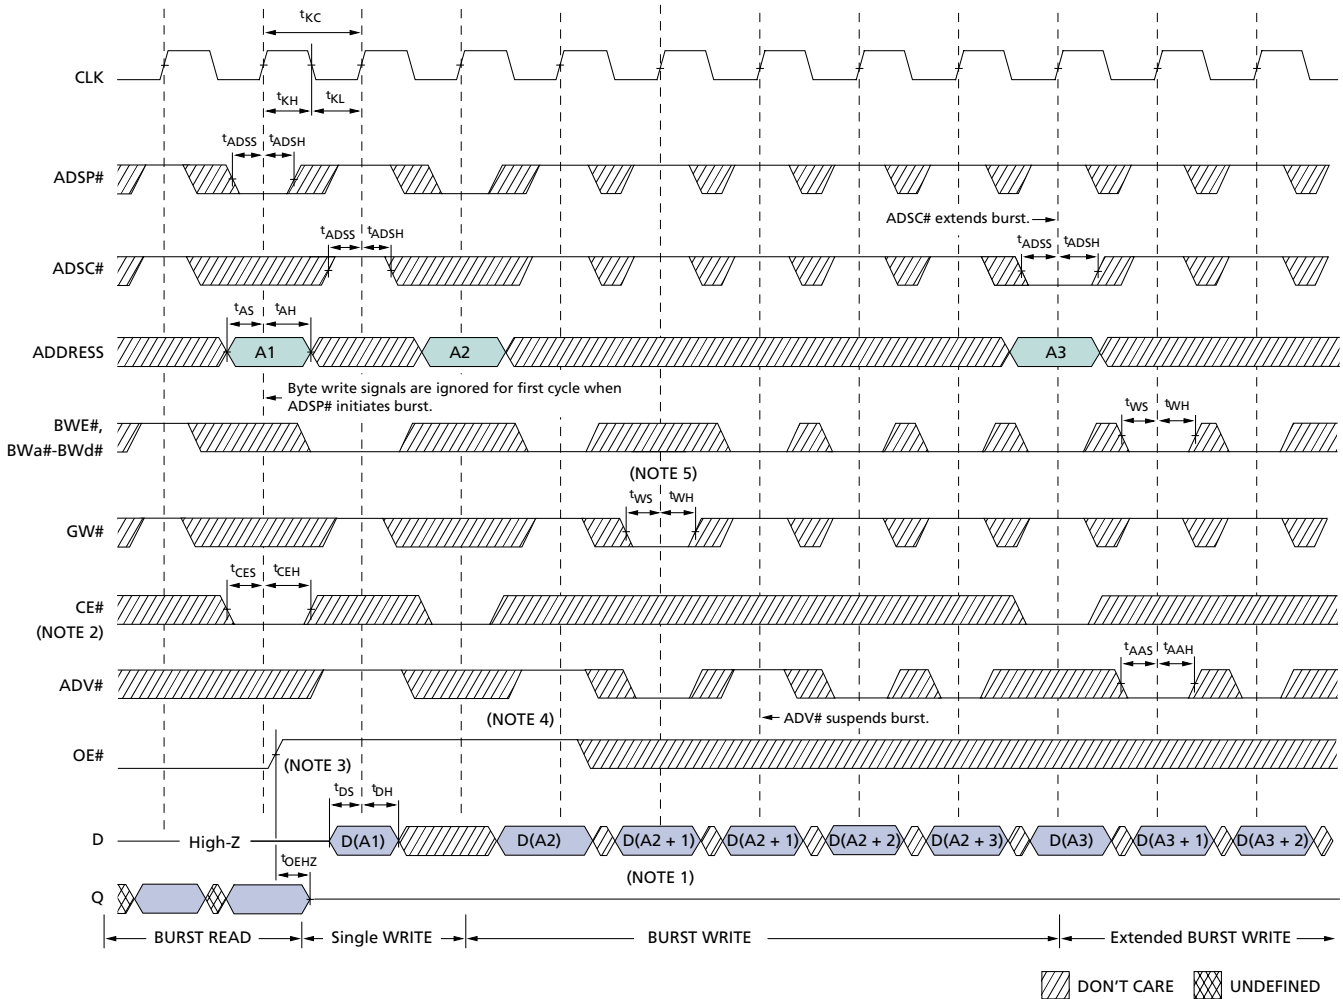 tKC
CLK
tKH
tKL
tADSS
tADSH
ADSP#
ADSC# extends burst.
tADSS
tADSH
tADSS
tADSH
ADSC#
tAS
tAH
ADDRESS
A1
A2
A3
Byte write signals are ignored for first cycle when
ADSP# initiates burst.
tWS
tWH
BWE#,
BWa#-BWd#
(NOTE 5)
tWS
tWH
GW#
tCES
tCEH
CE#
(NOTE 2)
tAAS
tAAH
ADV#
(NOTE 4)
ADV# suspends burst.
OE#
(NOTE 3)
tDS
tDH
D
High-Z
D(A1)
D(A2)
D(A2 + 1)
D(A2 + 1)
D(A2 + 2)
D(A2 + 3)
D(A3)
D(A3 + 1)
D(A3 + 2)
tOEHZ
(NOTE 1)
Q
BURST READ
Single WRITE
BURST WRITE
Extended BURST WRITE
DON'T CARE
UNDEFINED